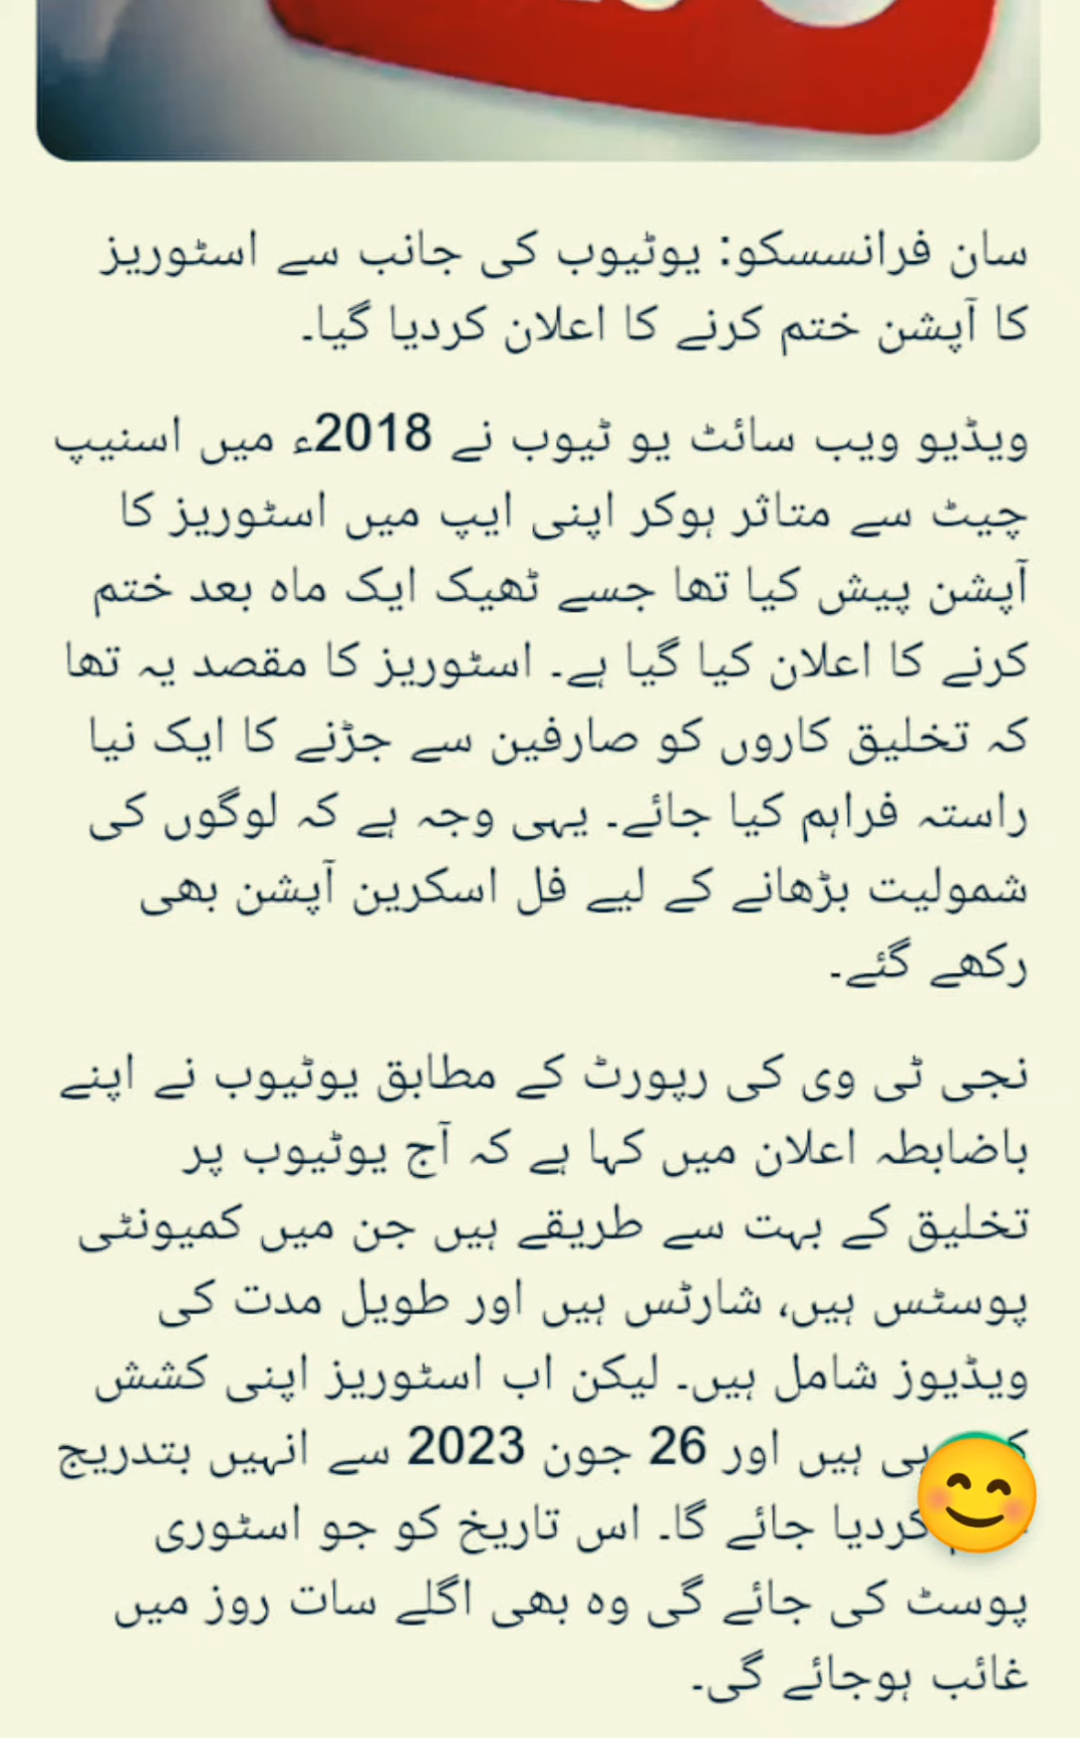 سان فرانسسکو: یوٹیوب کی جانب سے اسٹوریز
کا آپشن ختم کرنے کا اعلان کردیا گیا۔
ویڈیو ویب سائٹ یو ٹیوب نے 2018ء میں اسنیپ
چیٹ سے متاثر ہوکر اپنی ایپ میں اسٹوریز کا
آپشن پیش کیا تھا جسے ٹھیک ایک ماہ بعد ختم
کرنے کا اعلان کیا گیا ہے۔ اسٹوریز کا مقصد یہ تھا
کہ تخلیق کاروں کو صارفین سے جڑنے کا ایک نیا
راستہ فراہم کیا جائے۔ یہی وجہ ہے کہ لوگوں کی
شمولیت بڑھانے کے لیے فل اسکرین آپشن بھی
رکھے گئے۔
نجی ٹی وی کی رپورٹ کے مطابق یوٹیوب نے اپنے
باضابطہ اعلان میں کہا ہے کہ آج یوٹیوب پر
تخلیق کے بہت سے طریقے ہیں جن میں کمیونٹی
پوسٹس ہیں، شارٹس ہیں اور طویل مدت کی
ویڈیوز شامل ہیں۔ لیکن اب اسٹوریز اپنی کشش
ہیں اور 26 جون 2023 سے انہیں بتدریج
کردیا جائے گا۔ اس تاریخ کو جو اسٹوری
پوسٹ کی جائے گی وہ بھی اگلے سات روز میں
غائب ہوجائے گی۔